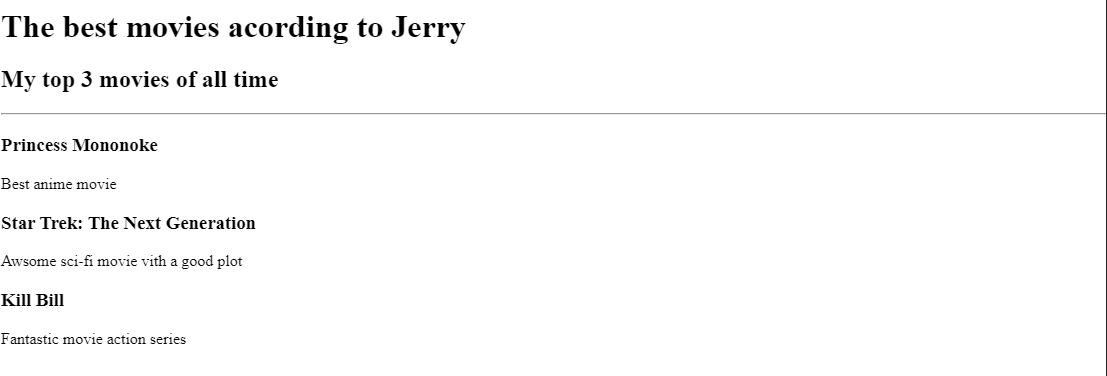 The best movies acording to Jerry
My top 3 movies of all time
Princess Mononoke
Best anime movie
Star Trek: The Next Generation
Awsome sci-fi movie vith a good plot
Kill Bill
Fantastic movie action series